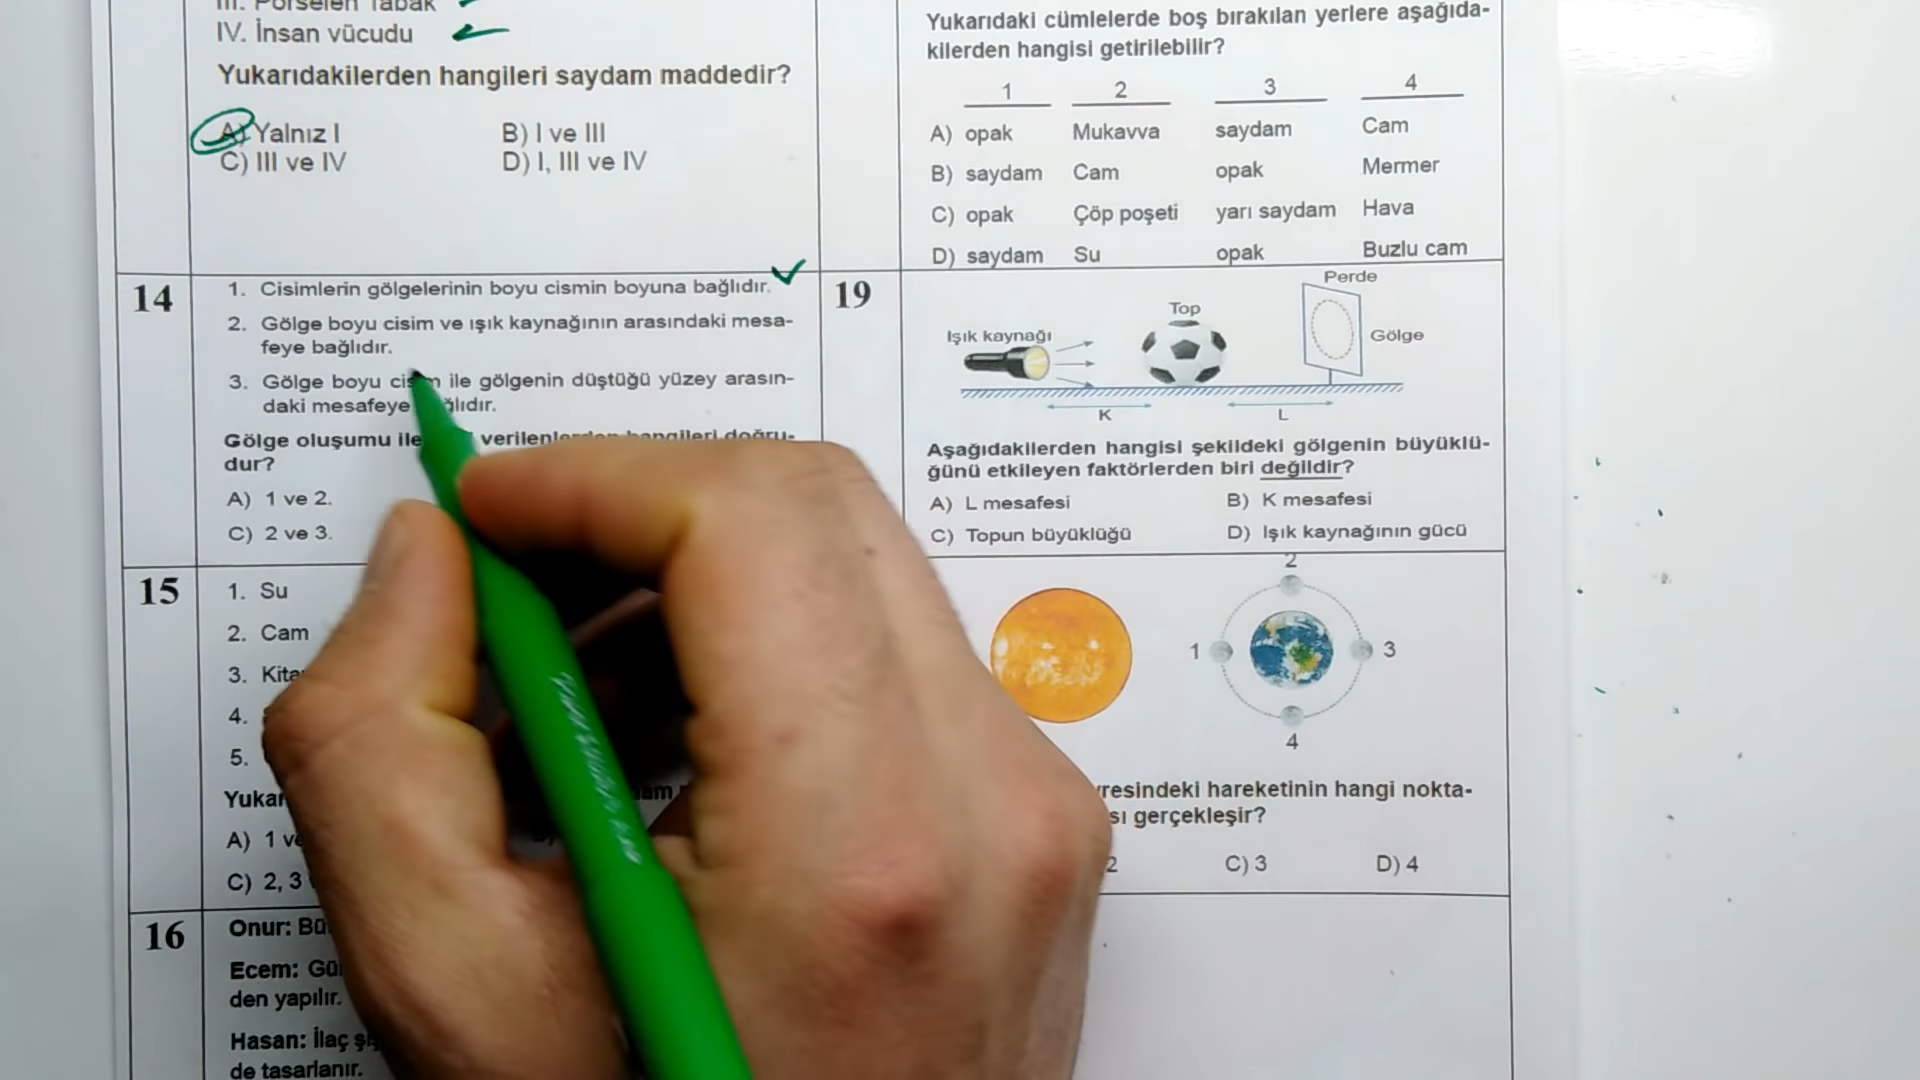 III. Porselen Tabak
IV. İnsan vücudu
Yukarıdakilerden hangileri saydam maddedir?
A) Yalnız I
B) I ve III
C) III ve IV
D) I, III ve IV
14
1. Cisimlerin gölgelerinin boyu cismin boyuna bağlıdır.
2. Gölge boyu cisim ve ışık kaynağının arasındaki mesa-
feye bağlıdır.
3. Gölge boyu ile gölgenin düştüğü yüzey arasın-
daki mesafeye
Gölge oluşumu ile
dur?
A) 1 ve 2.
C) 2 ve 3.
15
1. Su
2. Cam
3.
4.
5.
A) 1
C) 2, 3
16
Onur:
Ecem:
den yapılır.
Hasan: İlaç
de tasarlanır.
Yukarıdaki cümlelerde boş bırakılan yerlere aşağıda-
kilerden hangisi getirilebilir?
1 2 3 4
A) opak Mukavva saydam Cam
B) saydam Cam opak Mermer
C) opak Çöp poşeti yarı saydam Hava
D) saydam Su opak Buzlu cam
19
Perde
Top
Işık kaynağı
Gölge
K
L
Aşağıdakilerden hangisi şekildeki gölgenin büyüklü-
ğünü etkileyen faktörlerden biri değildir?
A) L mesafesi
B) K mesafesi
C) Topun büyüklüğü
D) Işık kaynağının gücü
2
1
3
4
hareketinin hangi nokta-
gerçekleşir?
2
C) 3
D) 4